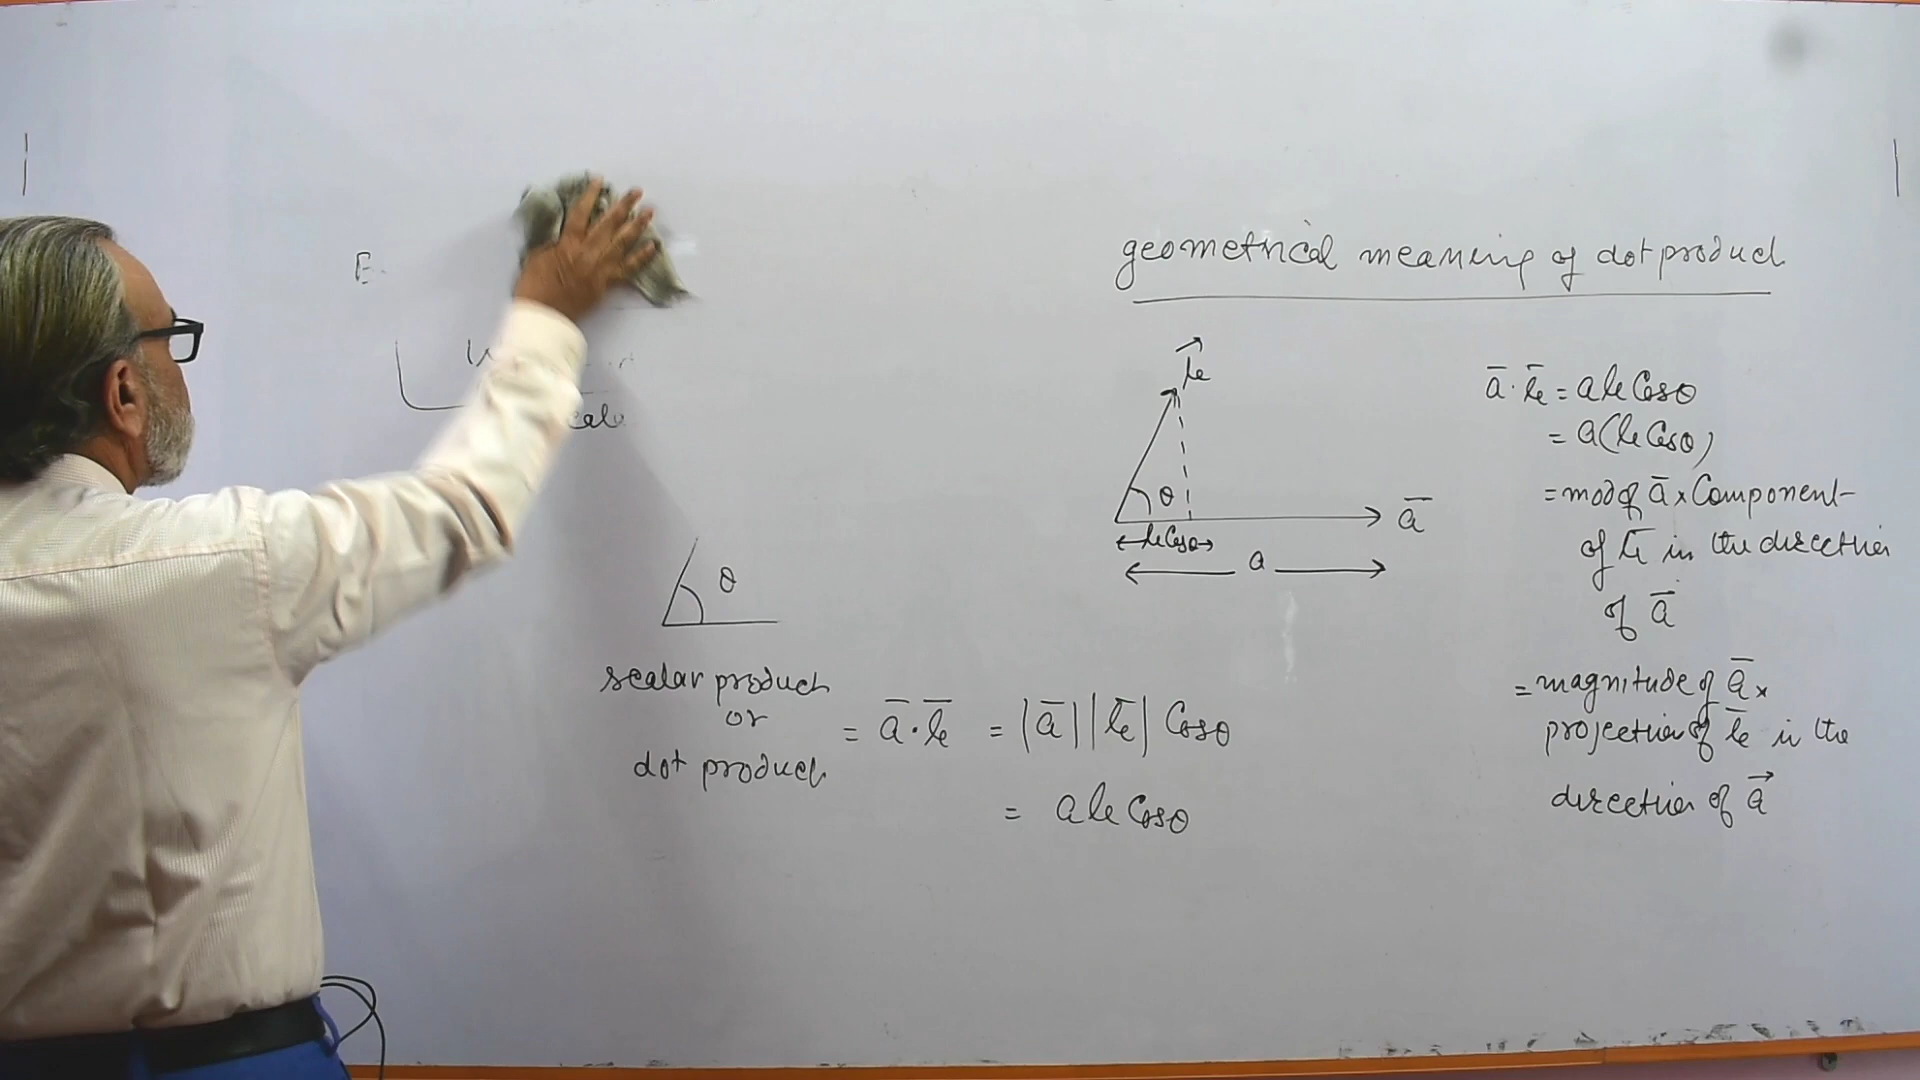 E
θ
scalar product
or
dot product
= a̅ · b̅ = |a̅| |b̅| Cosθ
= ab Cosθ
geometrical meaning of dot product
b⃗
θ
a̅
bCosθ
a
a̅ · b̅ = ab Cosθ
= a(b Cosθ)
= mod of a̅ x Component
of b̅ in the direction
of a̅
= magnitude of a̅ x
projection of b̅ in the
direction of a⃗